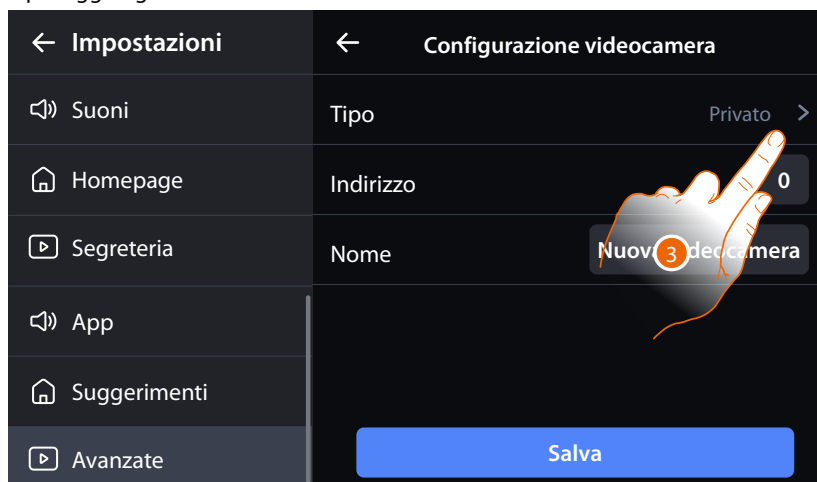 Impostazioni
Configurazione videocamera
Suoni
Tipo
Privato
Homepage
Indirizzo
0
Segreteria
Nome
3
App
Suggerimenti
Avanzate
Salva